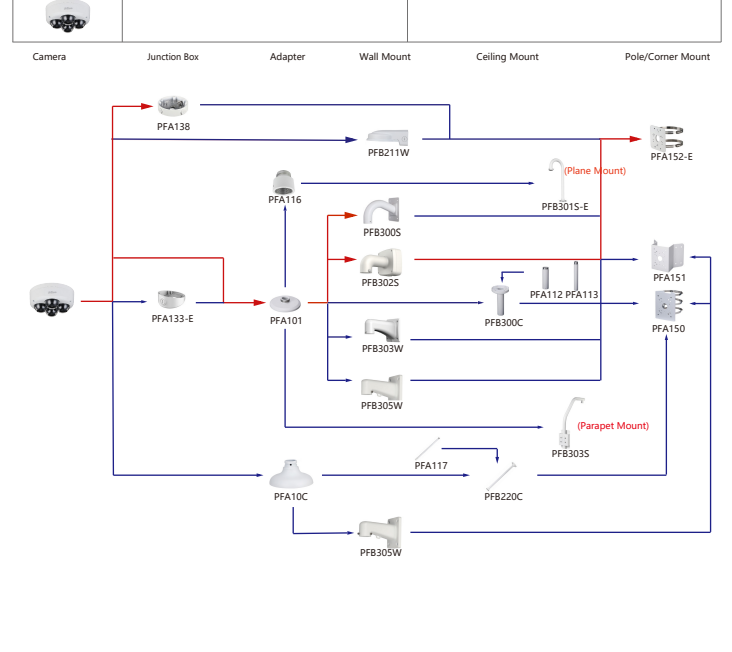 Camera
Junction Box
Adapter
Wall Mount
Ceiling Mount
Pole/Corner Mount
PFA138
PFB211W
PFA152-E
(Plane Mount)
PFA116
PFB301S-E
PFB300S
PFB302S
PFA151
PFA112 PFA113
PFA133-E
PFA101
PFB300C
PFA150
PFB303W
PFB305W
(Parapet Mount)
PFB303S
PFA117
PFA10C
PFB220C
PFB305W